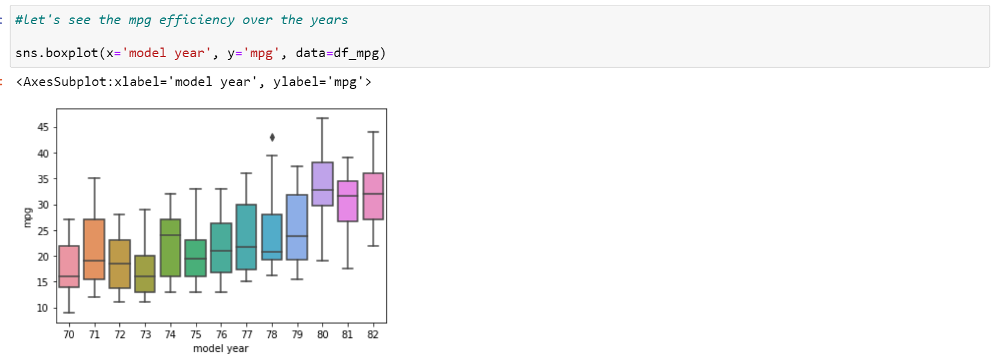 #let's see the mpg efficiency over the years
sns.boxplot(x='model year', y='mpg', data=df_mpg)
<AxesSubplot:xlabel='model year', ylabel='mpg'>
45
40
35
30
25
20
15
10
mpg
70 71 72 73 74 75 76 77 78 79 80 81 82
model year